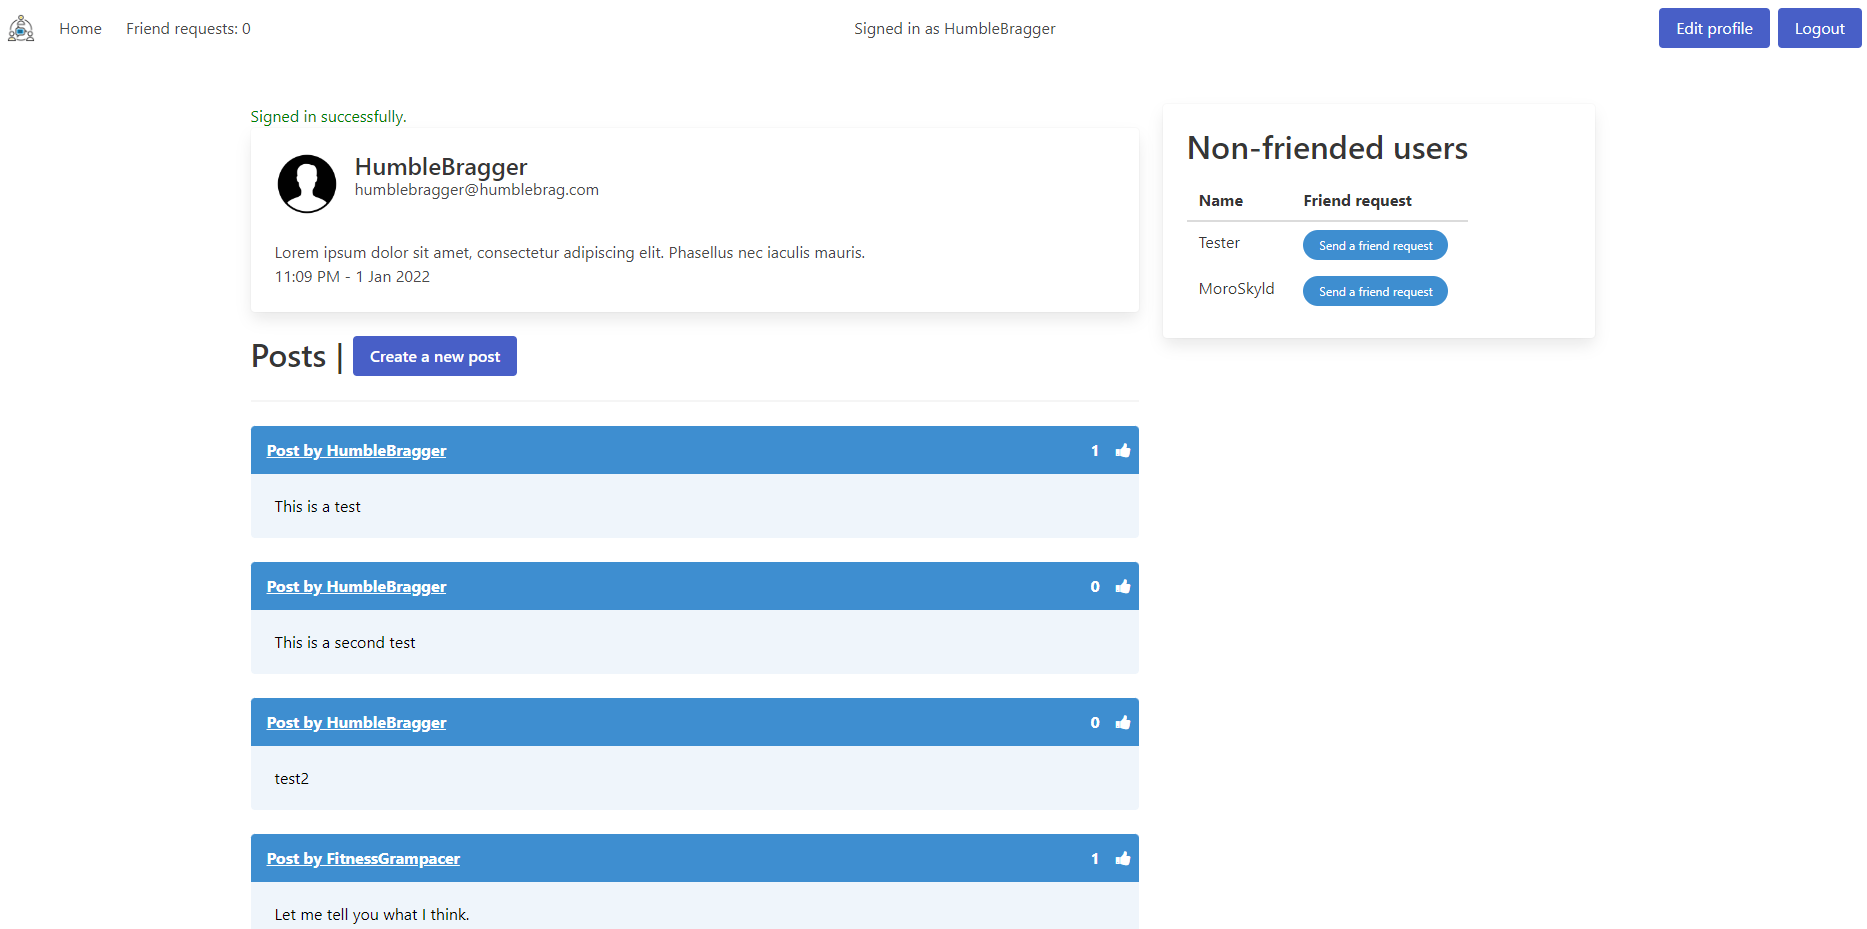 Home Friend requests: 0 Signed in as HumbleBragger Edit profile Logout
Signed in successfully.
HumbleBragger
humblebragger@humblebrag.com
Lorem ipsum dolor sit amet, consectetur adipiscing elit. Phasellus nec iaculis mauris.
11:09 PM - 1 Jan 2022
Posts | Create a new post
Post by HumbleBragger 1
This is a test
Post by HumbleBragger 0
This is a second test
Post by HumbleBragger 0
test2
Post by FitnessGrampacer 1
Let me tell you what I think.
Non-friended users
Name Friend request
Tester Send a friend request
MoroSkyld Send a friend request